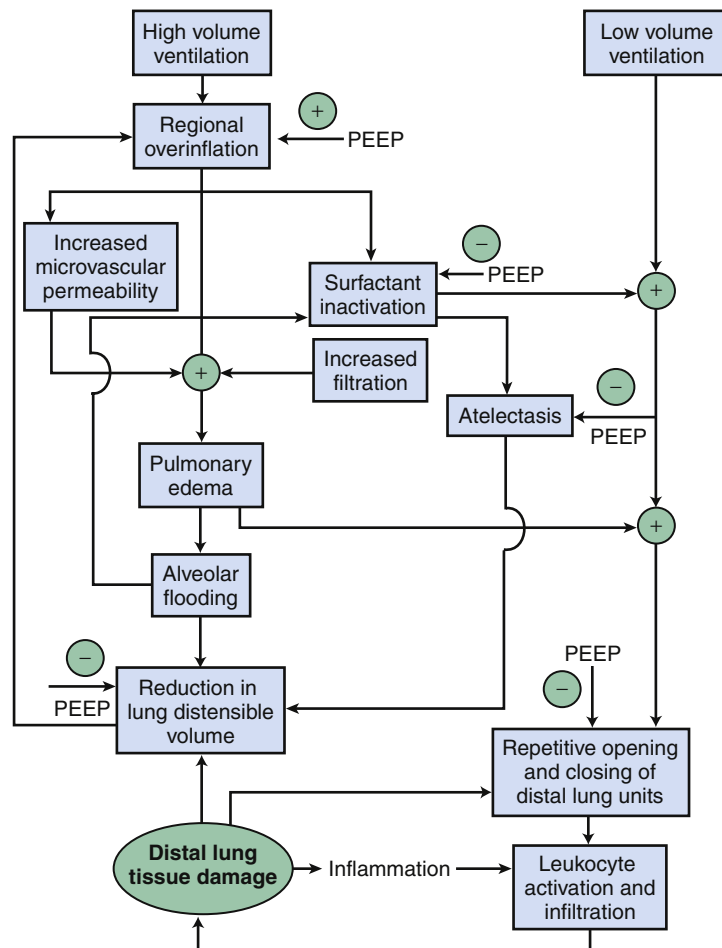 High volume
ventilation
Low volume
ventilation
+
Regional
overinflation
PEEP
Increased
microvascular
permeability
−
PEEP
Surfactant
inactivation
+
Increased
filtration
+
−
Atelectasis
PEEP
Pulmonary
edema
+
Alveolar
flooding
−
PEEP
Reduction in
lung distensible
volume
PEEP
−
Repetitive opening
and closing of
distal lung units
Distal lung
tissue damage
Inflammation
Leukocyte
activation and
infiltration